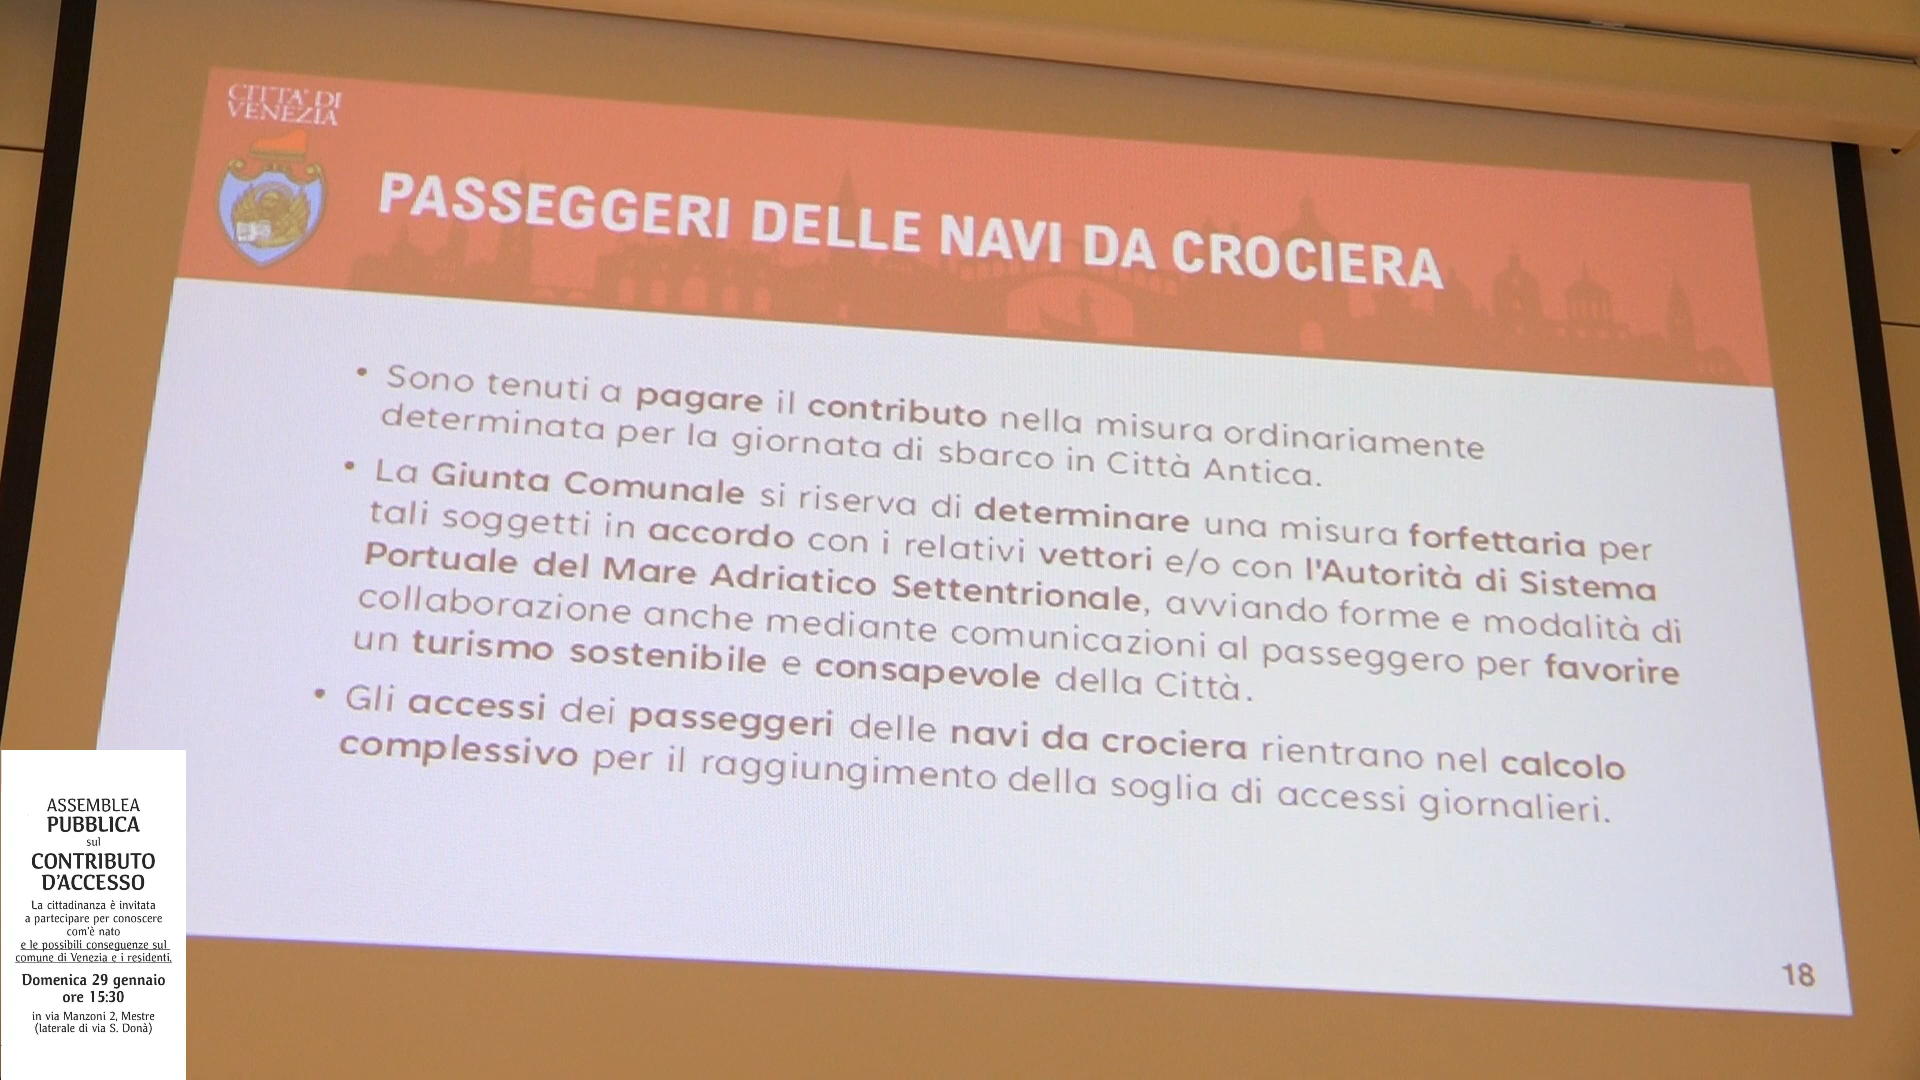 CITTA' DI
VENEZIA
PASSEGGERI DELLE NAVI DA CROCIERA
• Sono tenuti a pagare il contributo nella misura ordinariamente
determinata per la giornata di sbarco in Città Antica.
• La Giunta Comunale si riserva di determinare una misura forfettaria per
tali soggetti in accordo con i relativi vettori e/o con l'Autorità di Sistema
Portuale del Mare Adriatico Settentrionale, avviando forme e modalità di
collaborazione anche mediante comunicazioni al passeggero per favorire
un turismo sostenibile e consapevole della Città.
• Gli accessi dei passeggeri delle navi da crociera rientrano nel calcolo
complessivo per il raggiungimento della soglia di accessi giornalieri.
18
ASSEMBLEA
PUBBLICA
sul
CONTRIBUTO
D'ACCESSO
La cittadinanza è invitata
a partecipare per conoscere
com'è nato
e le possibili conseguenze sul
comune di Venezia e i residenti.
Domenica 29 gennaio
ore 15:30
in via Manzoni 2, Mestre
(laterale di via S. Donà)